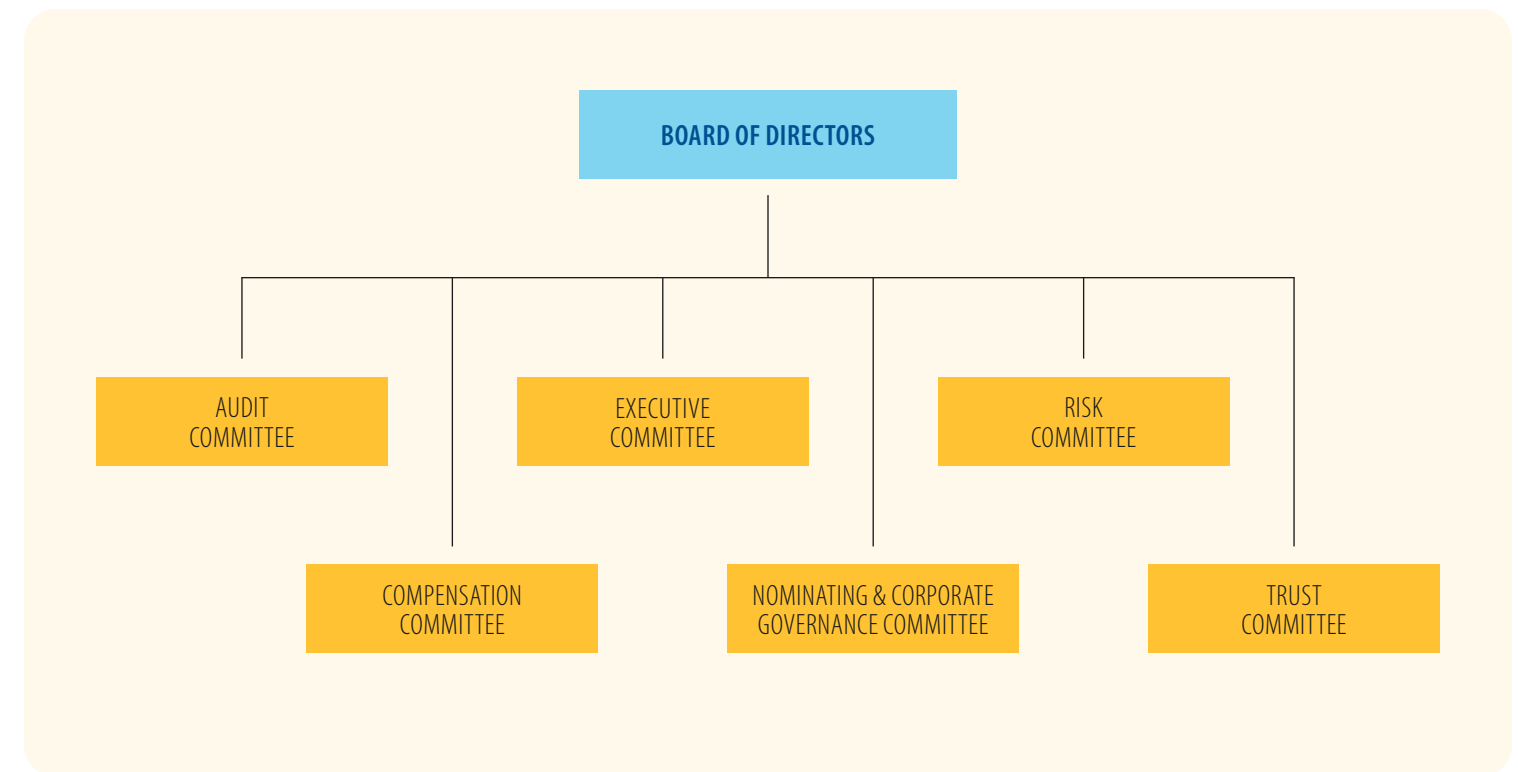 BOARD OF DIRECTORS
AUDIT
COMMITTEE
EXECUTIVE
COMMITTEE
RISK
COMMITTEE
COMPENSATION
COMMITTEE
NOMINATING & CORPORATE
GOVERNANCE COMMITTEE
TRUST
COMMITTEE